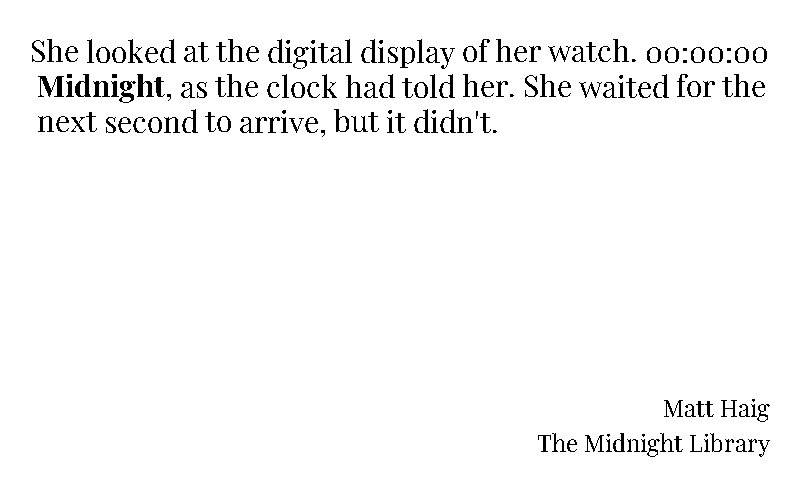 She looked at the digital display of her watch. 00:00:00
Midnight, as the clock had told her. She waited for the
next second to arrive, but it didn't.
Matt Haig
The Midnight Library